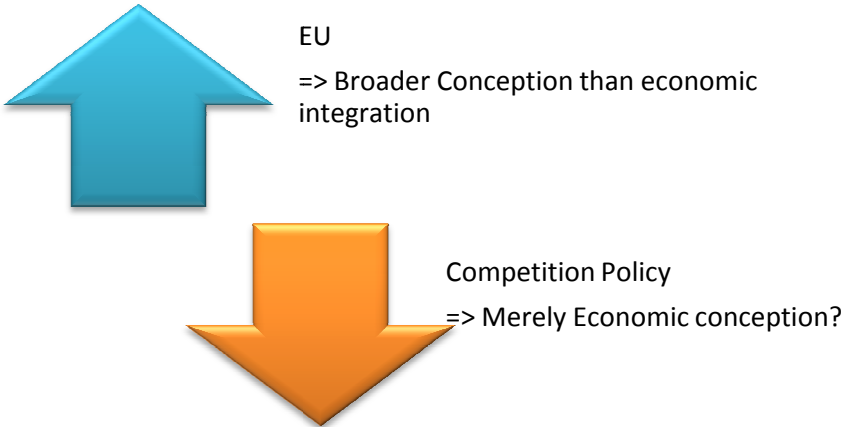 EU
=> Broader Conception than economic
integration
Competition Policy
=> Merely Economic conception?